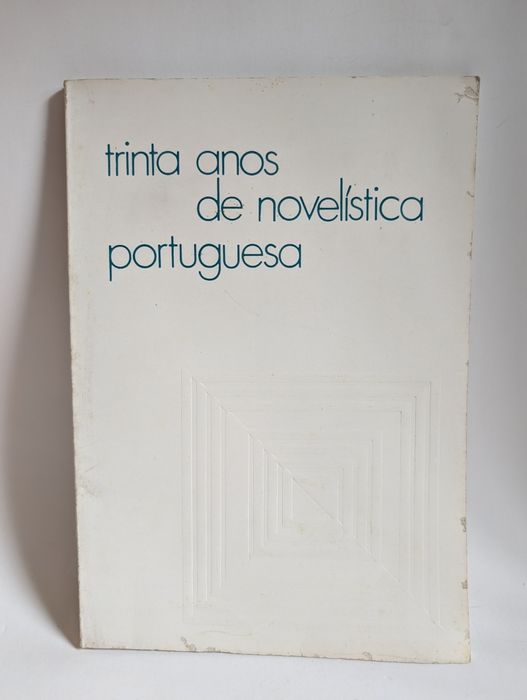 trinta anos
de novelística
portuguesa